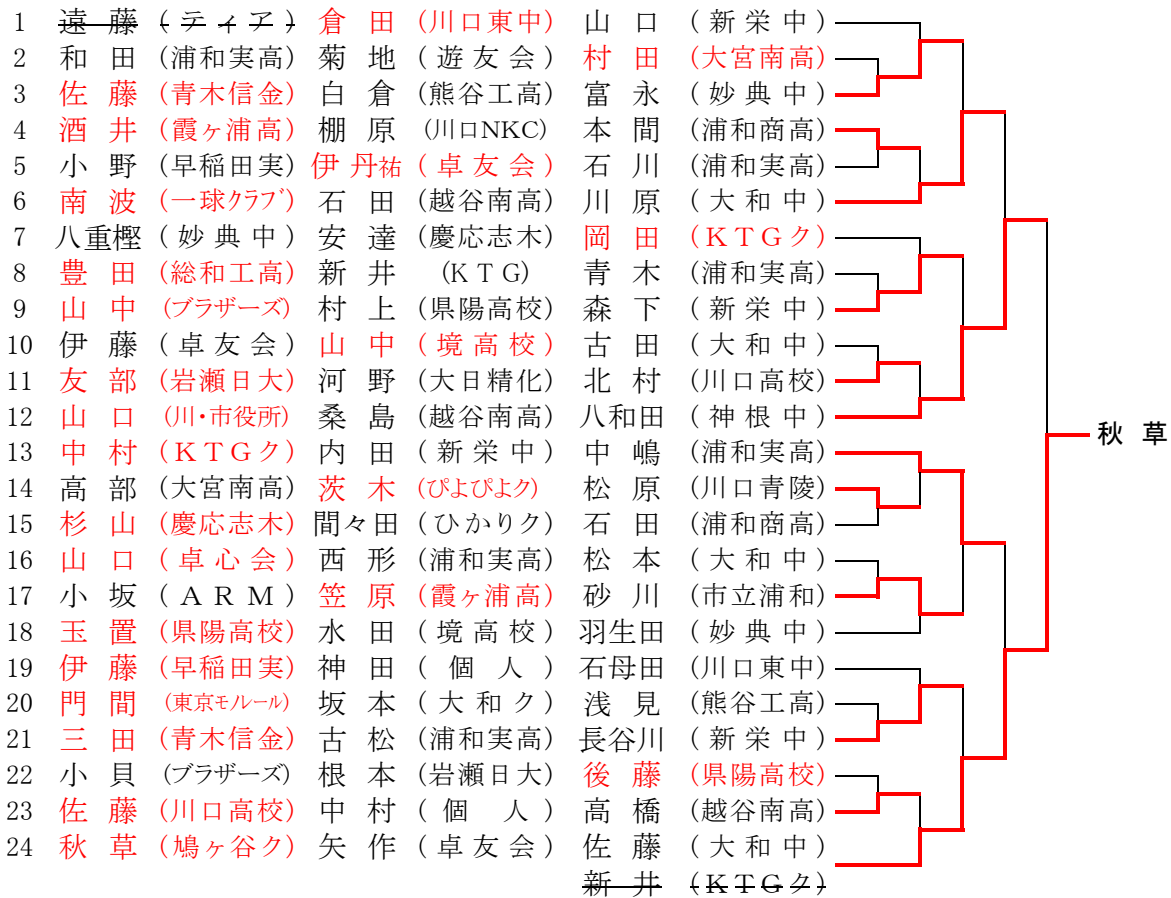 1 遠藤 (ティア) 倉田 (川口東中) 山口 (新栄中)
2 和田 (浦和実高) 菊地 (遊友会) 村田 (大宮南高)
3 佐藤 (青木信金) 白倉 (熊谷工高) 富永 (妙典中)
4 酒井 (霞ヶ浦高) 棚原 (川口NKC) 本間 (浦和商高)
5 小野 (早稲田実) 伊丹祐 (卓友会) 石川 (浦和実高)
6 南波 (一球クラブ) 石田 (越谷南高) 川原 (大和中)
7 八重樫 (妙典中) 安達 (慶応志木) 岡田 (KTGク)
8 豊田 (総和工高) 新井 (KTG) 青木 (浦和実高)
9 山中 (ブラザーズ) 村上 (県陽高校) 森下 (新栄中)
10 伊藤 (卓友会) 山中 (境高校) 古田 (大和中)
11 友部 (岩瀬日大) 河野 (大日精化) 北村 (川口高校)
12 山口 (川・市役所) 桑島 (越谷南高) 八和田 (神根中)
秋草
13 中村 (KTGク) 内田 (新栄中) 中嶋 (浦和実高)
14 高部 (大宮南高) 茨木 (ぴよぴよク) 松原 (川口青陵)
15 杉山 (慶応志木) 間々田 (ひかりク) 石田 (浦和商高)
16 山口 (卓心会) 西形 (浦和実高) 松本 (大和中)
17 小坂 (ARM) 笠原 (霞ヶ浦高) 砂川 (市立浦和)
18 玉置 (県陽高校) 水田 (境高校) 羽生田 (妙典中)
19 伊藤 (早稲田実) 神田 (個人) 石母田 (川口東中)
20 門間 (東京モノレール) 坂本 (大和ク) 浅見 (熊谷工高)
21 三田 (青木信金) 古松 (浦和実高) 長谷川 (新栄中)
22 小貝 (ブラザーズ) 根本 (岩瀬日大) 後藤 (県陽高校)
23 佐藤 (川口高校) 中村 (個人) 高橋 (越谷南高)
24 秋草 (鳩ヶ谷ク) 矢作 (卓友会) 佐藤 (大和中)
新井 (KTGク)